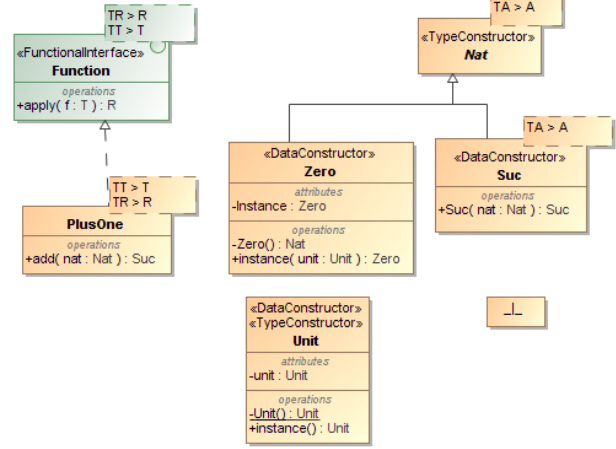 TR > R
TT > T
«FunctionalInterface»
Function
operations
+apply( f : T ) : R
TT > T
TR > R
PlusOne
operations
+add( nat : Nat ) : Suc
TA > A
«TypeConstructor»
Nat
«DataConstructor»
Zero
attributes
-Instance : Zero
operations
-Zero() : Nat
+instance( unit : Unit ) : Zero
TA > A
«DataConstructor»
Suc
operations
+Suc( nat : Nat ) : Suc
«DataConstructor»
«TypeConstructor»
Unit
attributes
-unit : Unit
operations
-Unit() : Unit
+instance() : Unit
_|_